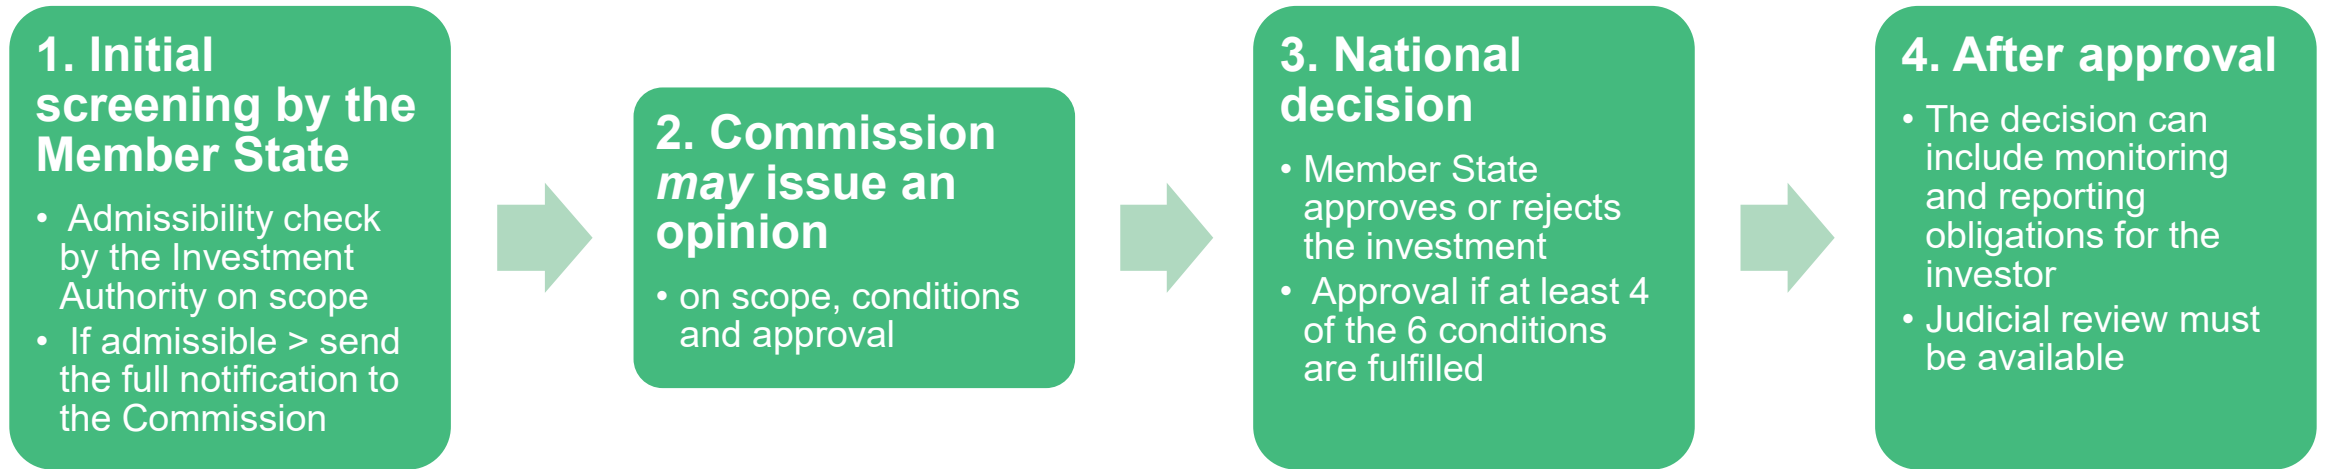 1. Initial
screening by the
Member State
• Admissibility check
by the Investment
Authority on scope
• If admissible > send
the full notification to
the Commission
2. Commission
may issue an
opinion
• on scope, conditions
and approval
3. National
decision
• Member State
approves or rejects
the investment
• Approval if at least 4
of the 6 conditions
are fulfilled
4. After approval
• The decision can
include monitoring
and reporting
obligations for the
investor
• Judicial review must
be available